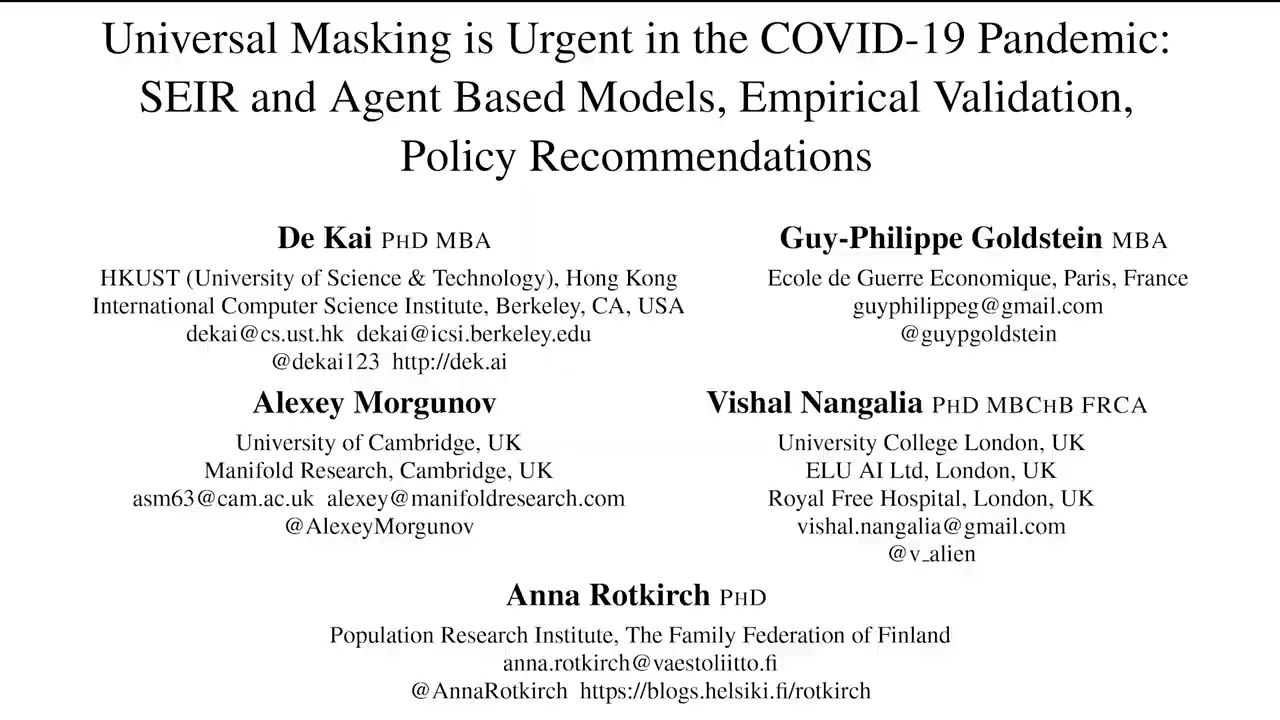 Universal Masking is Urgent in the COVID-19 Pandemic:
SEIR and Agent Based Models, Empirical Validation,
Policy Recommendations
De Kai PHD MBA
HKUST (University of Science & Technology), Hong Kong
International Computer Science Institute, Berkeley, CA, USA
dekai@cs.ust.hk dekai@icsi.berkeley.edu
@dekai123 http://dek.ai
Guy-Philippe Goldstein MBA
Ecole de Guerre Economique, Paris, France
guyphilippeg@gmail.com
@guypgoldstein
Alexey Morgunov
University of Cambridge, UK
Manifold Research, Cambridge, UK
asm63@cam.ac.uk alexey@manifoldresearch.com
@AlexeyMorgunov
Vishal Nangalia PHD MBCHB FRCA
University College London, UK
ELU AI Ltd, London, UK
Royal Free Hospital, London, UK
vishal.nangalia@gmail.com
@v_alien
Anna Rotkirch PHD
Population Research Institute, The Family Federation of Finland
anna.rotkirch@vaestoliitto.fi
@AnnaRotkirch https://blogs.helsiki.fi/rotkirch